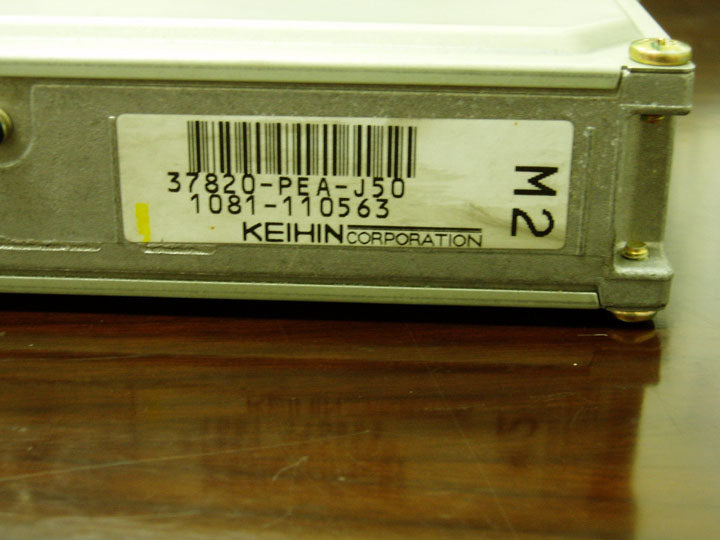 37820-PEA-J50
1081-110563
KEIHIN CORPORATION
M2